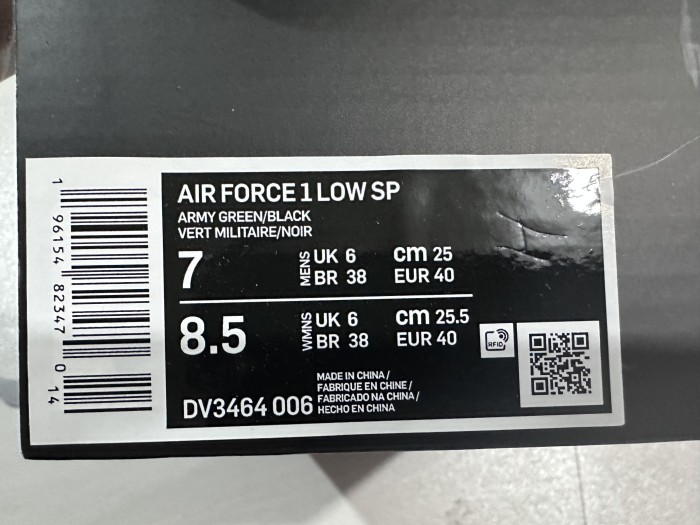 AIR FORCE 1 LOW SP
ARMY GREEN/BLACK
VERT MILITAIRE/NOIR
7 MENS UK 6 cm 25
BR 38 EUR 40
8.5 WMNS UK 6 cm 25.5
BR 38 EUR 40
RFID
DV3464 006
MADE IN CHINA /
FABRIQUE EN CHINE /
FABRICADO NA CHINA /
HECHO EN CHINA
1 96154 82347 0 14